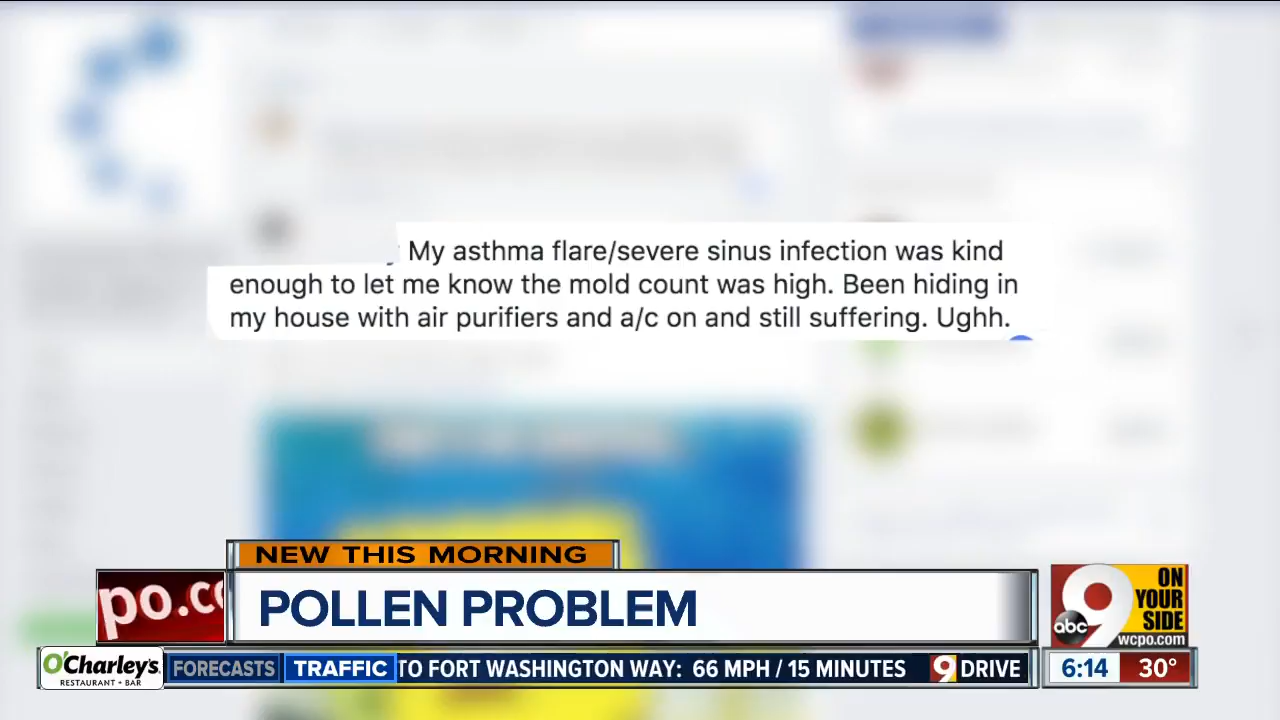 My asthma flare/severe sinus infection was kind
enough to let me know the mold count was high. Been hiding in
my house with air purifiers and a/c on and still suffering. Ughh.
NEW THIS MORNING
po.co
POLLEN PROBLEM
abc 9
ON
YOUR
SIDE
wcpo.com
O'Charley's
RESTAURANT + BAR
FORECASTS
TRAFFIC
TO FORT WASHINGTON WAY: 66 MPH / 15 MINUTES
9 DRIVE
6:14
30°